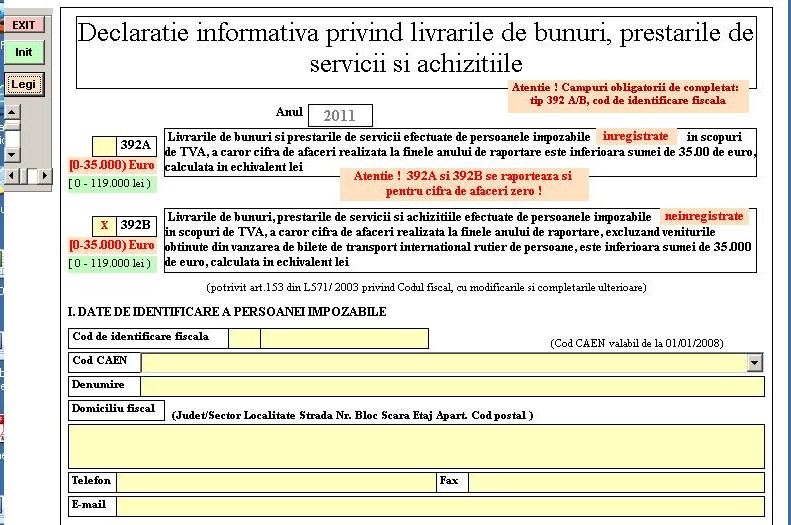 EXIT
Init
Legi
Declaratie informativa privind livrarile de bunuri, prestarile de
servicii si achizitiile
Atentie ! Campuri obligatorii de completat:
tip 392 A/B, cod de identificare fiscala
Anul 2011
392A
[0-35.000) Euro
[ 0 - 119.000 lei )
Livrarile de bunuri si prestarile de servicii efectuate de persoanele impozabile inregistrate in scopuri
de TVA, a caror cifra de afaceri realizata la finele anului de raportare este inferioara sumei de 35.00 de euro,
calculata in echivalent lei
Atentie ! 392A si 392B se raporteaza si
pentru cifra de afaceri zero !
X 392B
[0-35.000) Euro
[ 0 - 119.000 lei )
Livrarile de bunuri, prestarile de servicii si achizitiile efectuate de persoanele impozabile neinregistrate
in scopuri de TVA, a caror cifra de afaceri realizata la finele anului de raportare, excluzand veniturile
obtinute din vanzarea de bilete de transport international rutier de persoane, este inferioara sumei de 35.000
de euro, calculata in echivalent lei
(potrivit art.153 din L571/ 2003 privind Codul fiscal, cu modificarile si completarile ulterioare)
I. DATE DE IDENTIFICARE A PERSOANEI IMPOZABILE
Cod de identificare fiscala
(Cod CAEN valabil de la 01/01/2008)
Cod CAEN
Denumire
Domiciliu fiscal (Judet/Sector Localitate Strada Nr. Bloc Scara Etaj Apart. Cod postal )
Telefon Fax
E-mail